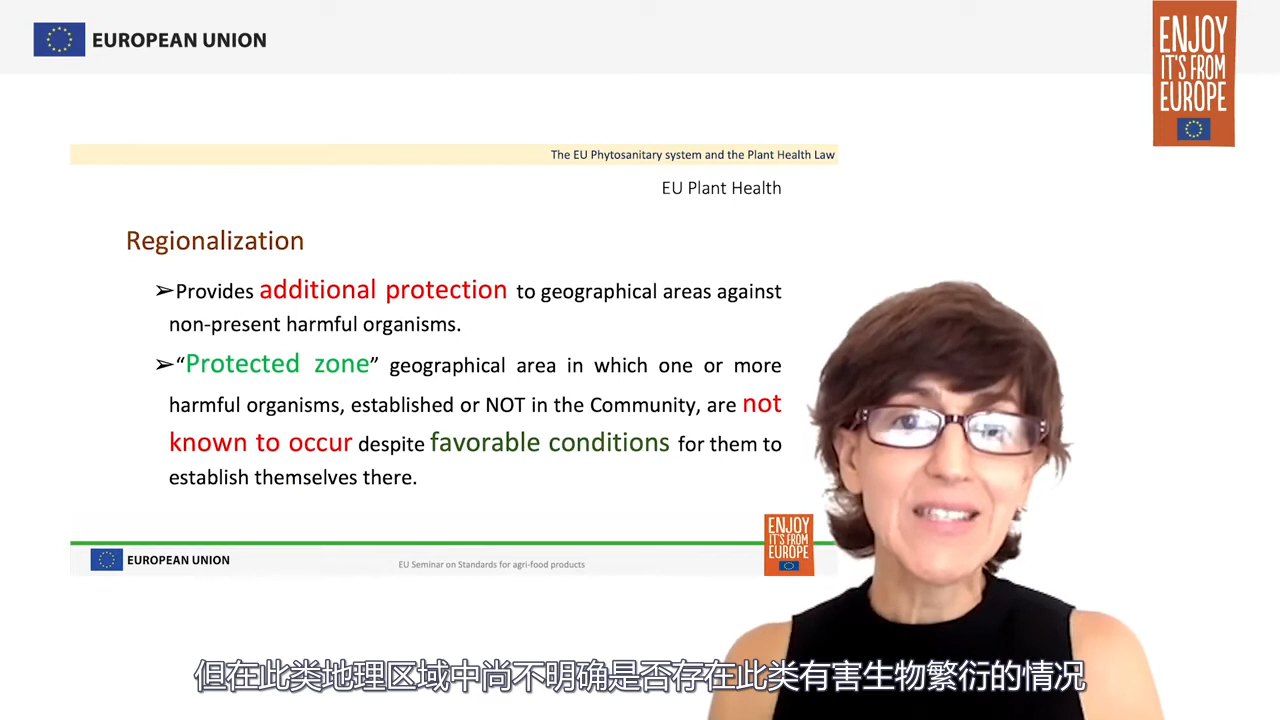 EUROPEAN UNION
ENJOY
IT'S FROM
EUROPE
The EU Phytosanitary system and the Plant Health Law
EU Plant Health
Regionalization
➢Provides additional protection to geographical areas against
non-present harmful organisms.
➢“Protected zone” geographical area in which one or more
harmful organisms, established or NOT in the Community, are not
known to occur despite favorable conditions for them to
establish themselves there.
EUROPEAN UNION
EU Seminar on Standards for agri-food products
ENJOY
IT'S FROM
EUROPE
但在此类地理区域中尚不明确是否存在此类有害生物繁衍的情况